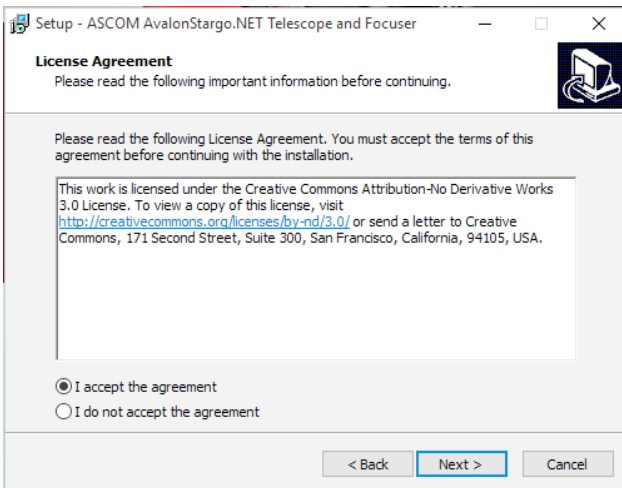 Setup - ASCOM AvalonStargo.NET Telescope and Focuser
License Agreement
Please read the following important information before continuing.
Please read the following License Agreement. You must accept the terms of this
agreement before continuing with the installation.
This work is licensed under the Creative Commons Attribution-No Derivative Works
3.0 License. To view a copy of this license, visit
http://creativecommons.org/licenses/by-nd/3.0/ or send a letter to Creative
Commons, 171 Second Street, Suite 300, San Francisco, California, 94105, USA.
I accept the agreement
I do not accept the agreement
< Back Next > Cancel